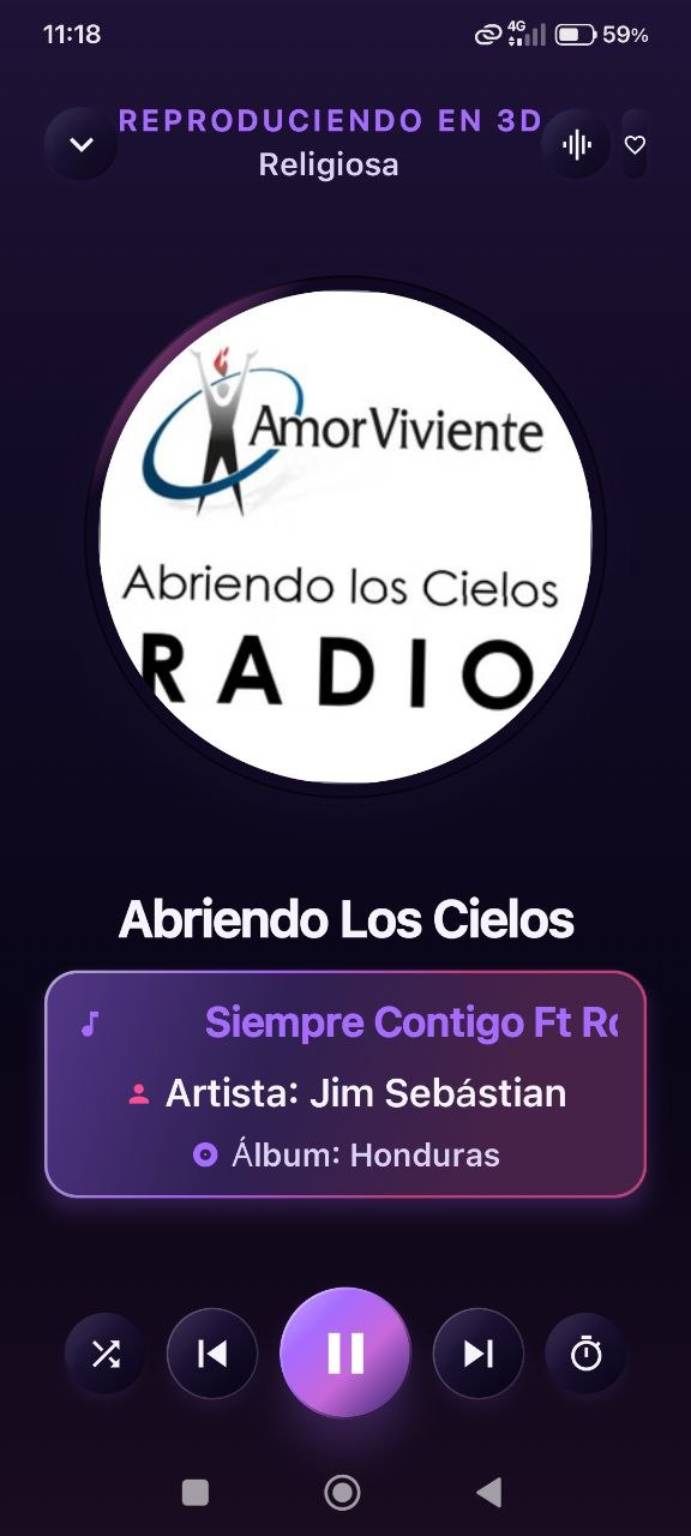 11:18
4G
59%
REPRODUCIENDO EN 3D
Religiosa
AmorViviente
Abriendo los Cielos
RADIO
Abriendo Los Cielos
Siempre Contigo Ft
Artista: Jim Sebástian
Álbum: Honduras